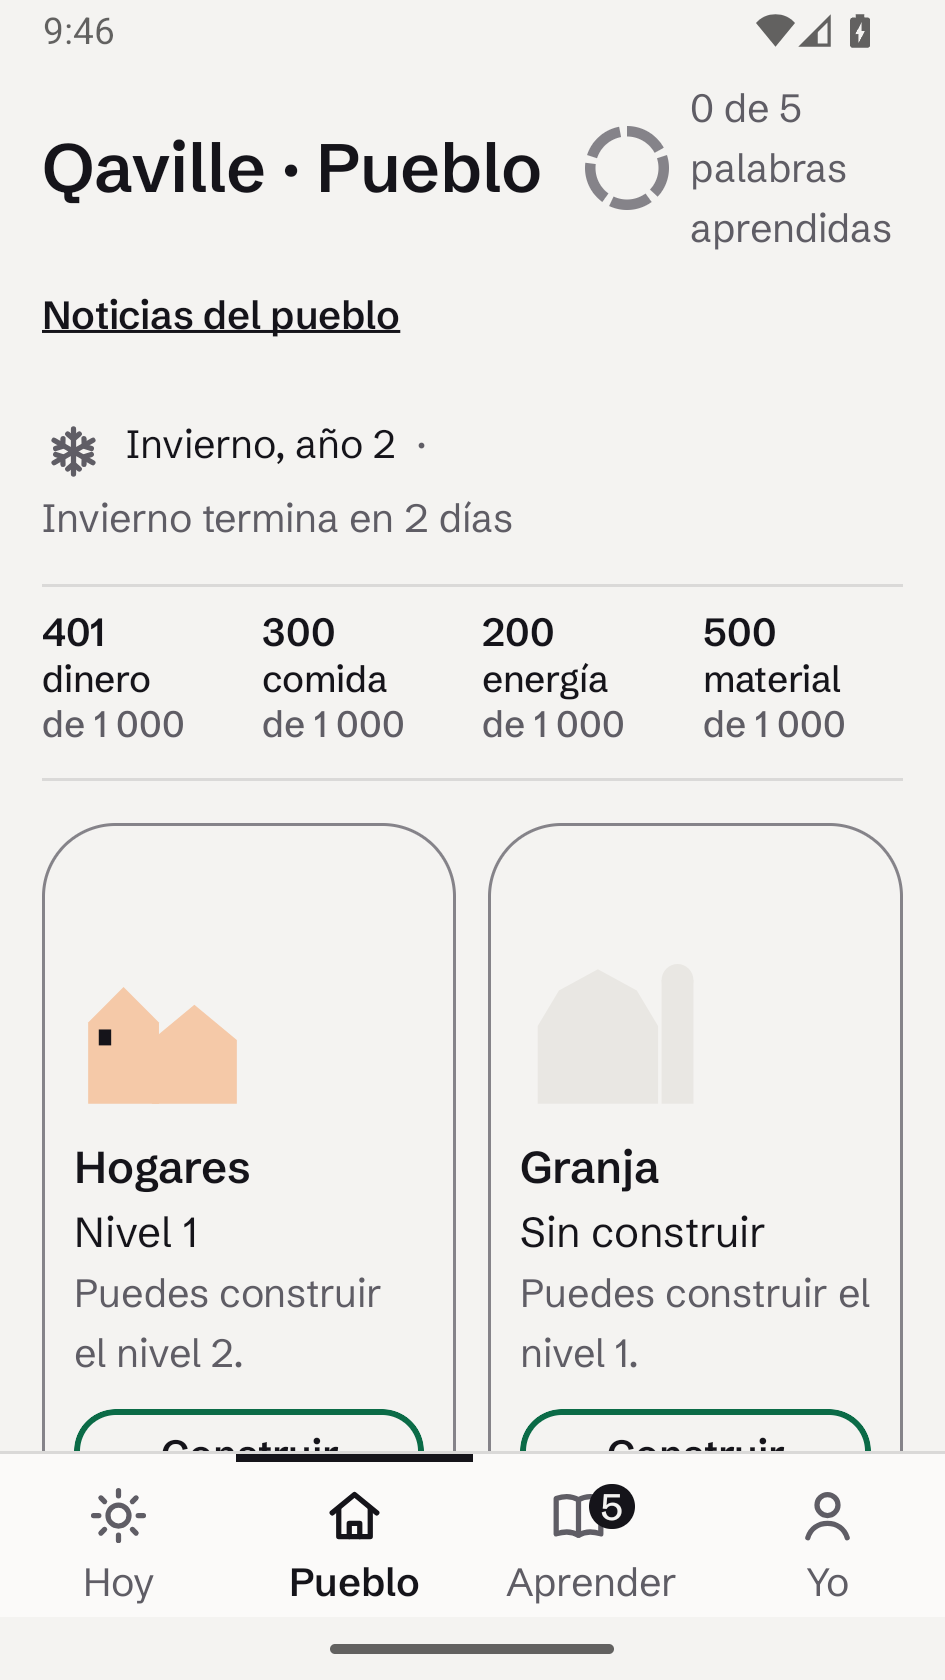 9:46
Qaville · Pueblo
0 de 5
palabras
aprendidas
Noticias del pueblo
Invierno, año 2 ·
Invierno termina en 2 días
401 300 200 500
dinero comida energía material
de 1 000 de 1 000 de 1 000 de 1 000
Hogares
Nivel 1
Puedes construir
el nivel 2.
Construir
Granja
Sin construir
Puedes construir el
nivel 1.
Construir
5
Hoy Pueblo Aprender Yo